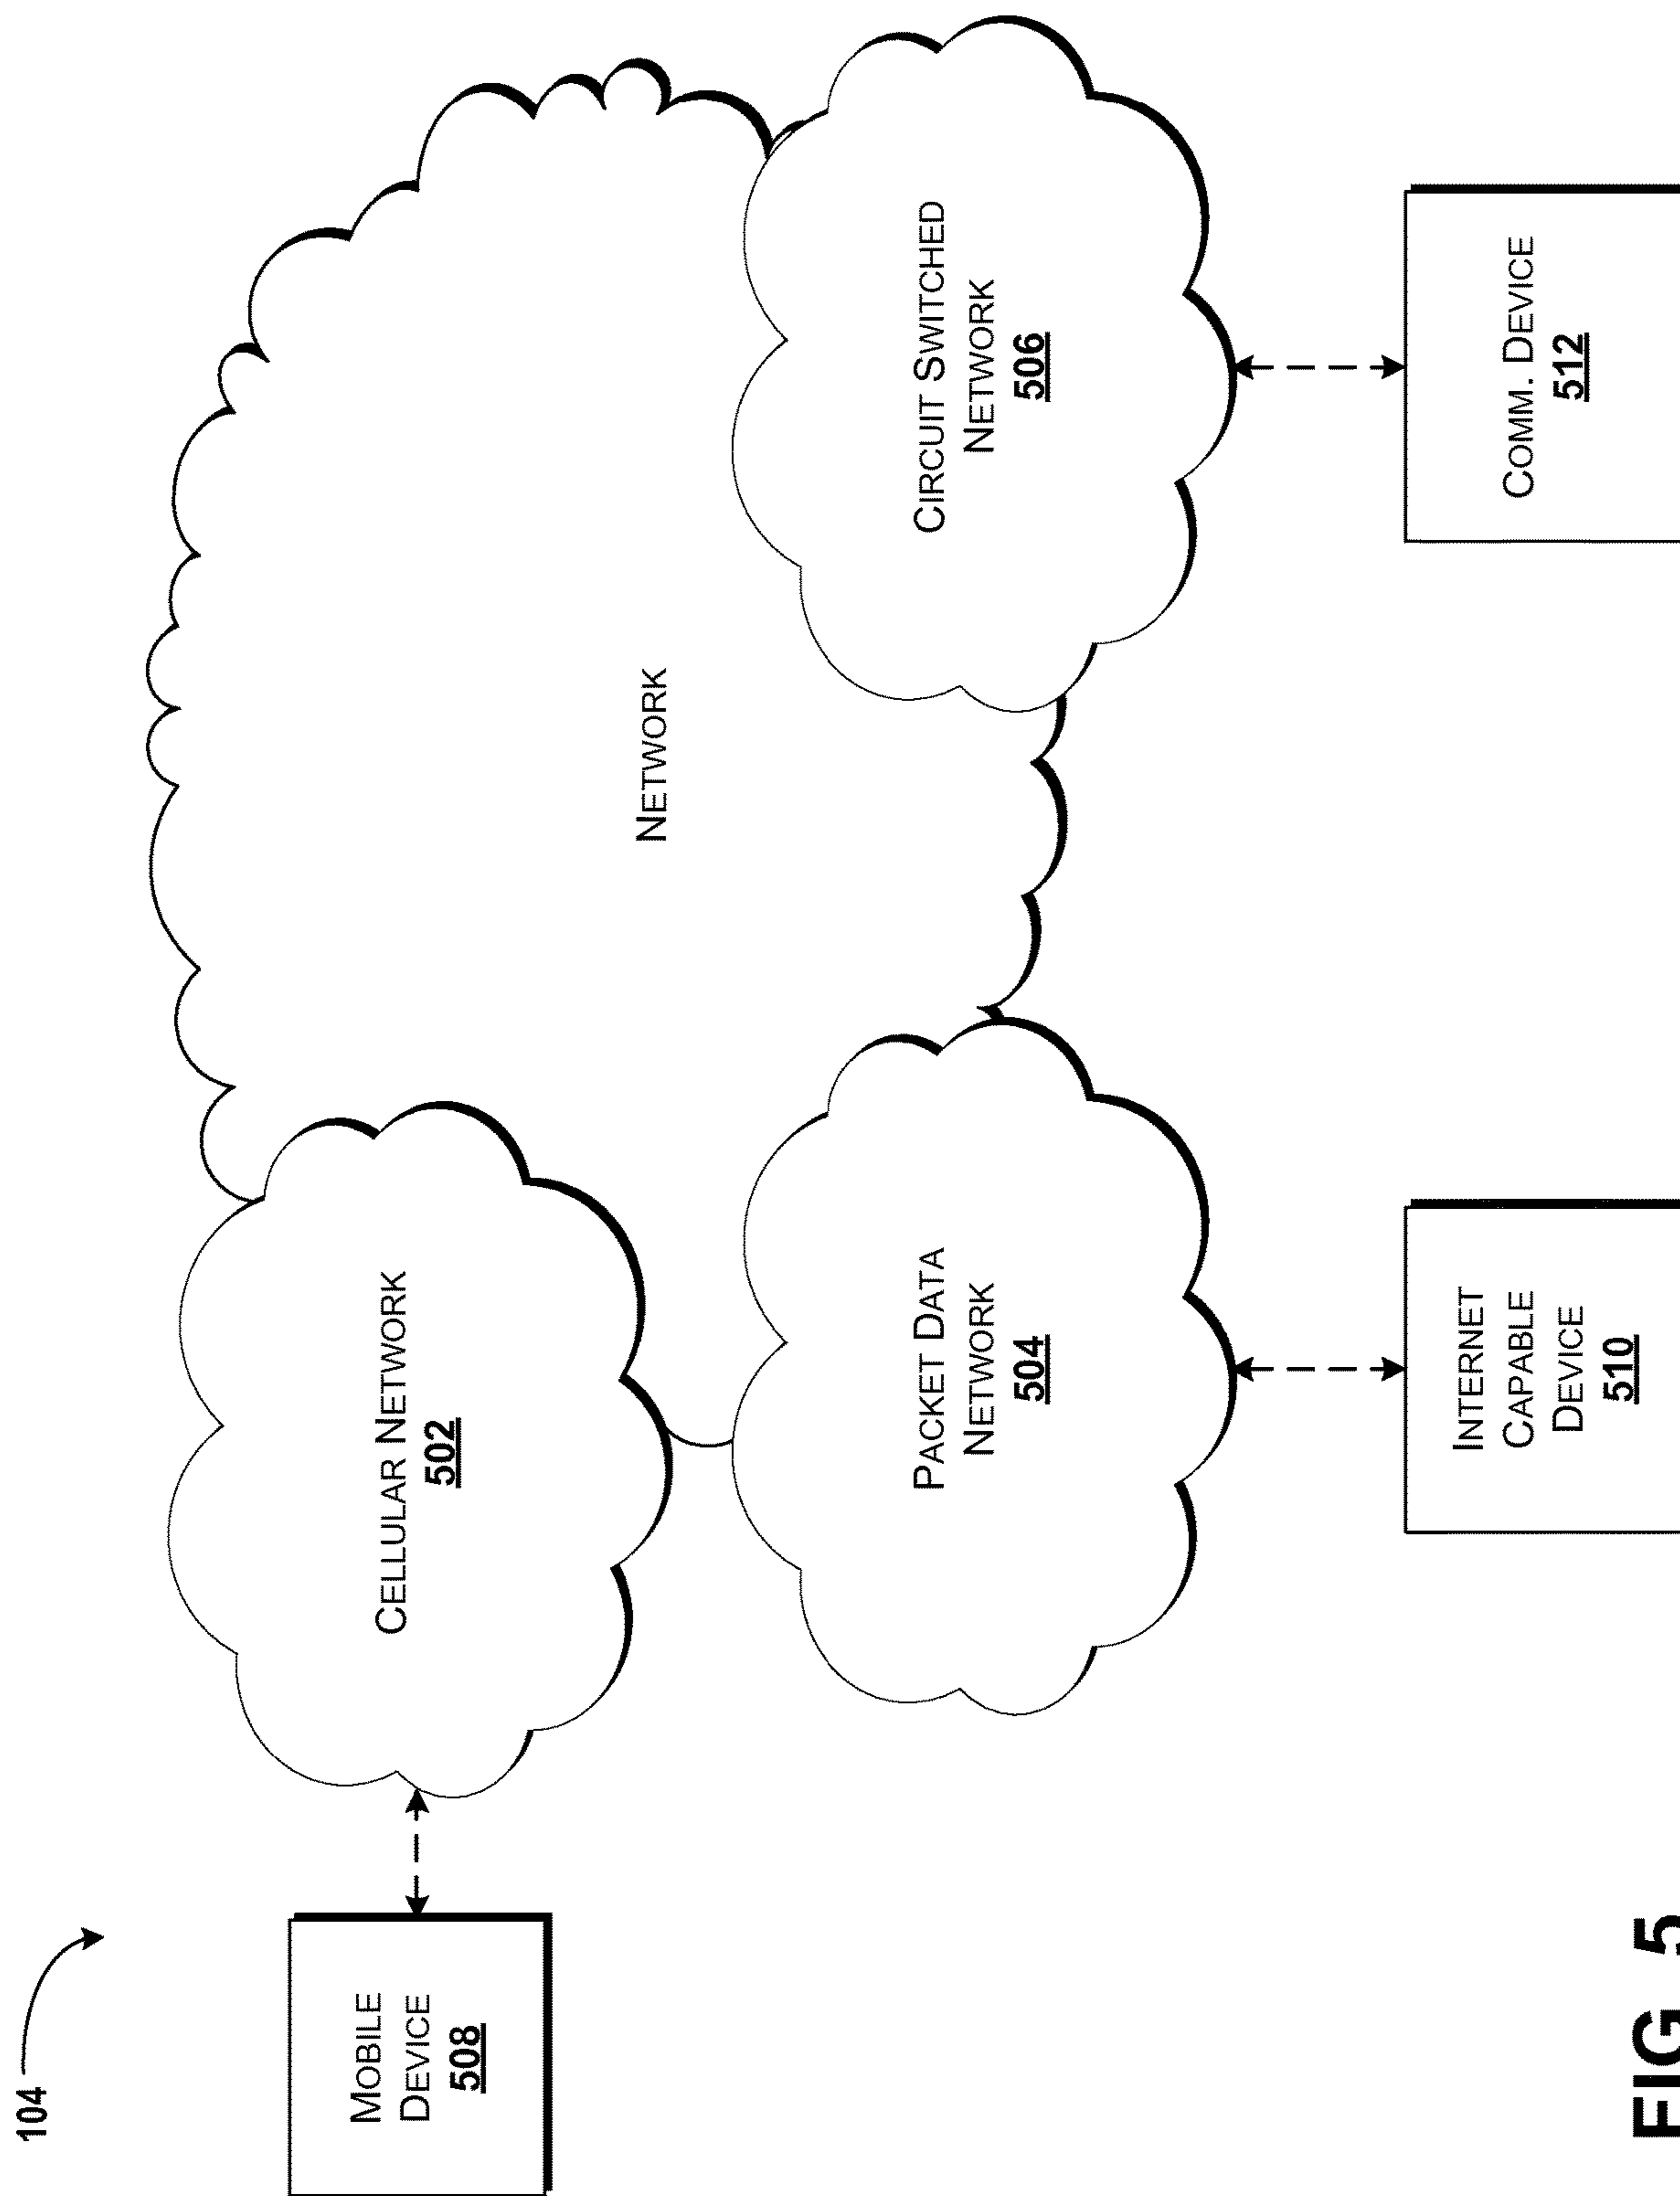 104
MOBILE
DEVICE
508
CELLULAR NETWORK
502
NETWORK
PACKET DATA
NETWORK
504
CIRCUIT SWITCHED
NETWORK
506
INTERNET
CAPABLE
DEVICE
510
COMM. DEVICE
512
FIG. 5